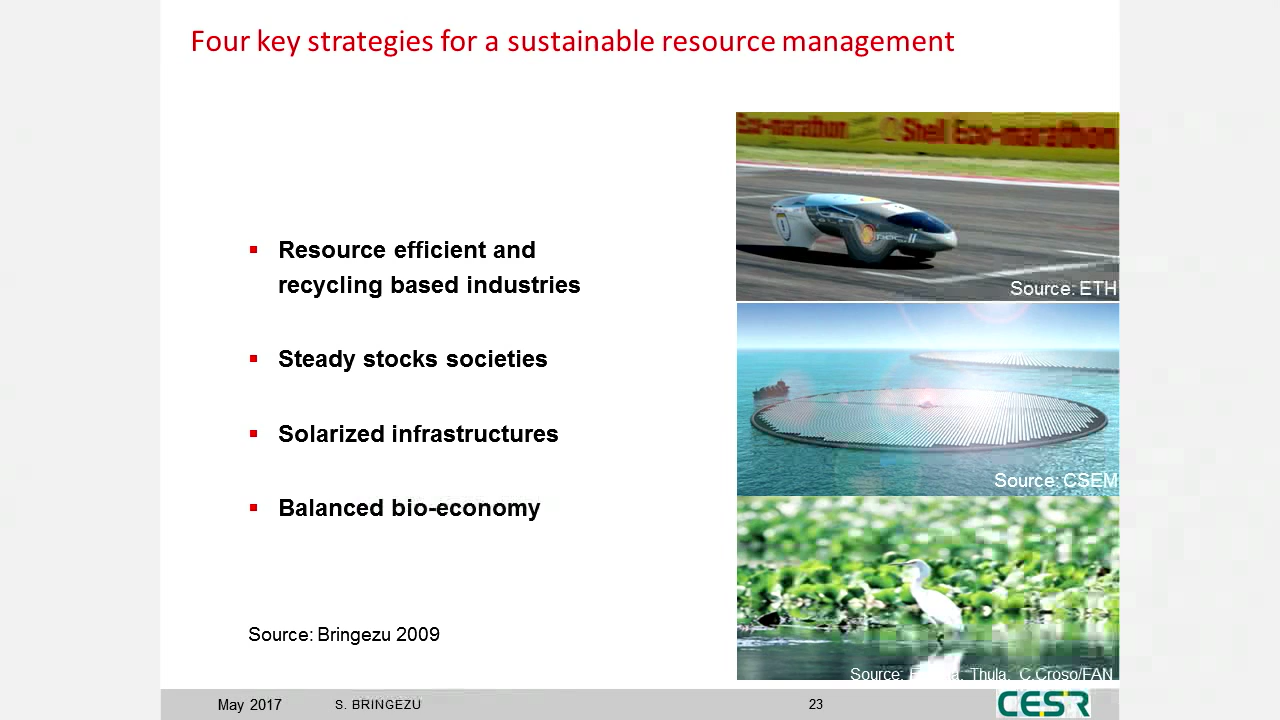 Four key strategies for a sustainable resource management
Eco-marathon Shell Eco-marathon
Source: ETH
▪ Resource efficient and
recycling based industries
▪ Steady stocks societies
▪ Solarized infrastructures
Source: CSEM
▪ Balanced bio-economy
Source: Bringezu 2009
Source: Thula, C.Croso/FAN
May 2017 S. BRINGEZU 23 CESR